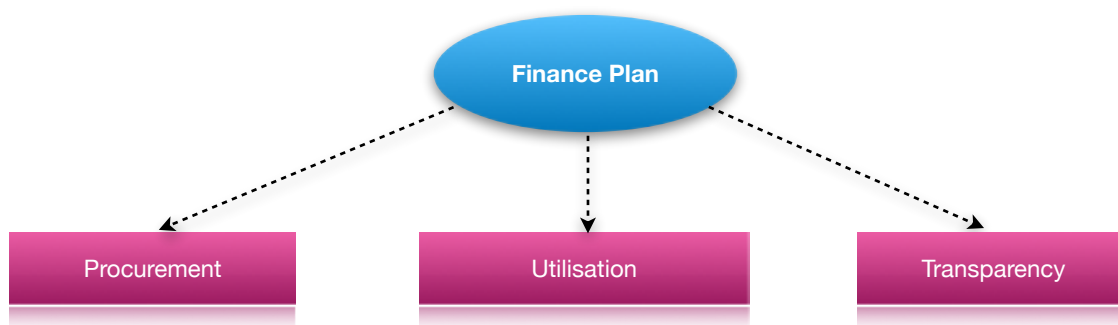 Finance Plan
Procurement
Utilisation
Transparency